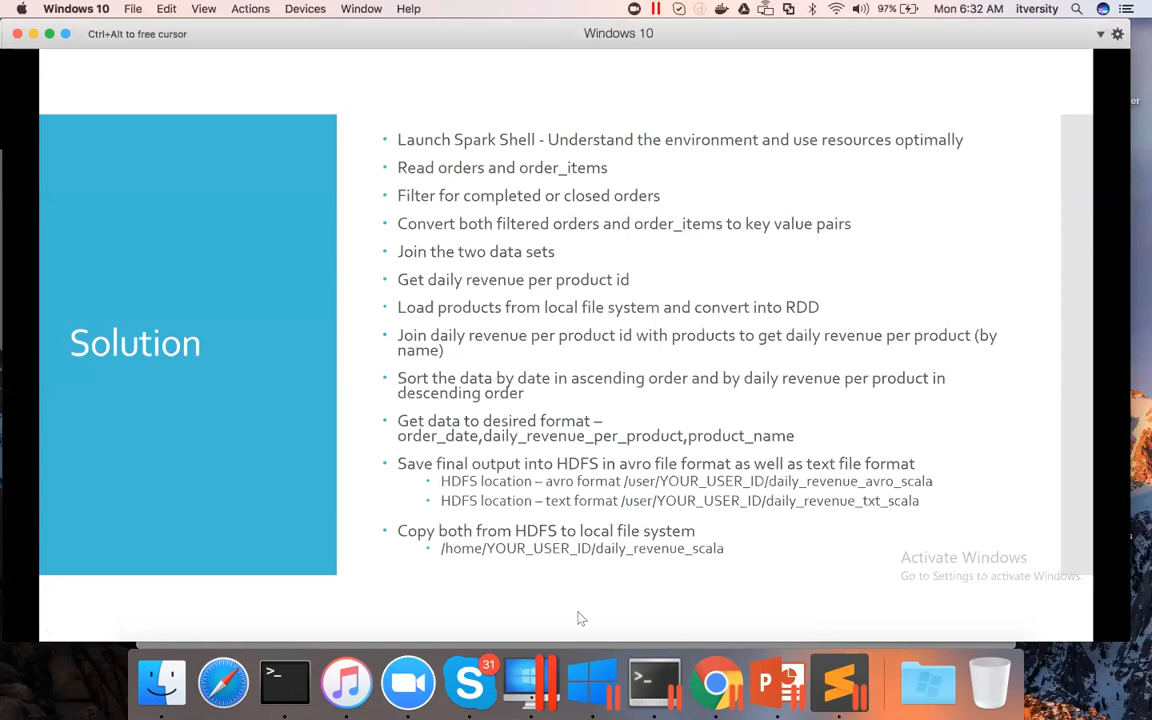 Windows 10 File Edit View Actions Devices Window Help 97% Mon 6:32 AM itversity
Ctrl+Alt to free cursor Windows 10
Solution
• Launch Spark Shell - Understand the environment and use resources optimally
• Read orders and order_items
• Filter for completed or closed orders
• Convert both filtered orders and order_items to key value pairs
• Join the two data sets
• Get daily revenue per product id
• Load products from local file system and convert into RDD
• Join daily revenue per product id with products to get daily revenue per product (by
name)
• Sort the data by date in ascending order and by daily revenue per product in
descending order
• Get data to desired format –
order_date,daily_revenue_per_product,product_name
• Save final output into HDFS in avro file format as well as text file format
• HDFS location – avro format /user/YOUR_USER_ID/daily_revenue_avro_scala
• HDFS location – text format /user/YOUR_USER_ID/daily_revenue_txt_scala
• Copy both from HDFS to local file system
• /home/YOUR_USER_ID/daily_revenue_scala
Activate Windows
Go to Settings to activate Windows.
31